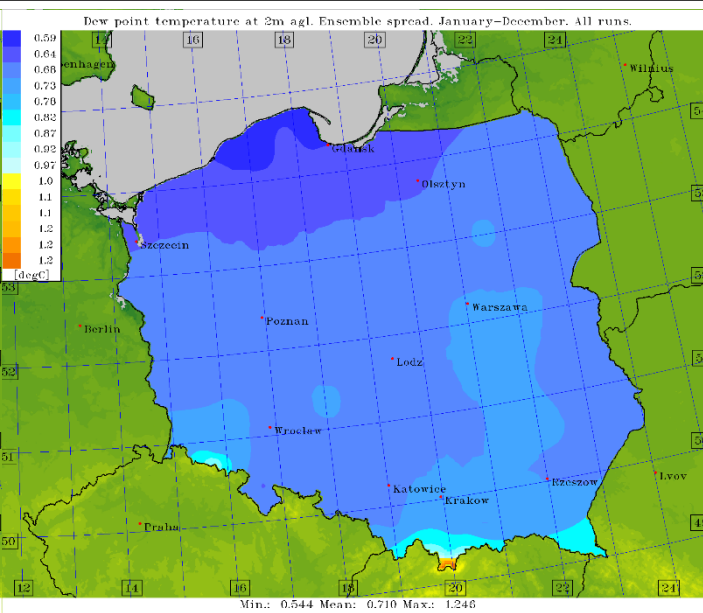 Dew point temperature at 2m agl. Ensemble spread. January-December. All runs.
14 16 18 20 22 24
0.59
0.64
0.68
0.73
0.78
0.82
0.87
0.92
0.97
1.0
1.1
1.1
1.2
1.2
1.2
[degC]
enhagen
Wilnius
Gdansk
Olsztyn
Szczecin
53
Warszawa
Poznan
Berlin
Lodz
52
Wroclaw
51
Rzeszow
Lvov
Katowice
Krakow
Praha
50
12 14 16 18 20 22 24
Min.: 0.544 Mean: 0.710 Max.: 1.246